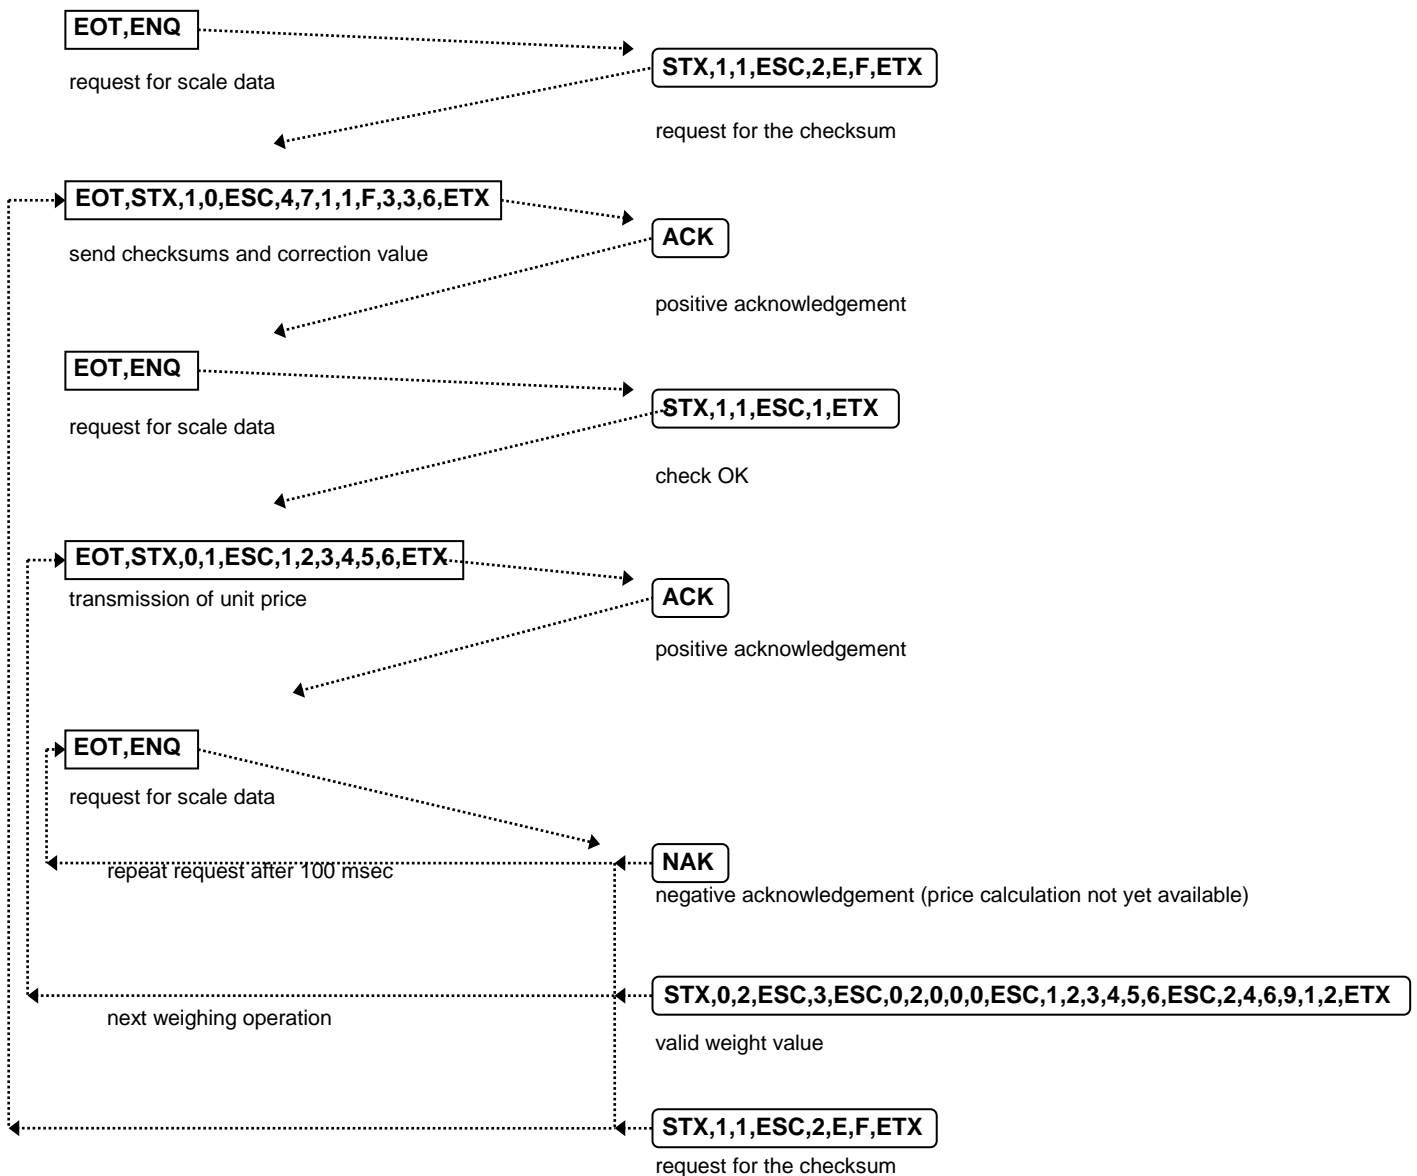 EOT,ENQ
request for scale data
STX,1,1,ESC,2,E,F,ETX
request for the checksum
EOT,STX,1,0,ESC,4,7,1,1,F,3,3,6,ETX
send checksums and correction value
ACK
positive acknowledgement
EOT,ENQ
request for scale data
STX,1,1,ESC,1,ETX
check OK
EOT,STX,0,1,ESC,1,2,3,4,5,6,ETX
transmission of unit price
ACK
positive acknowledgement
EOT,ENQ
request for scale data
repeat request after 100 msec
NAK
negative acknowledgement (price calculation not yet available)
STX,0,2,ESC,3,ESC,0,2,0,0,0,ESC,1,2,3,4,5,6,ESC,2,4,6,9,1,2,ETX
next weighing operation
valid weight value
STX,1,1,ESC,2,E,F,ETX
request for the checksum